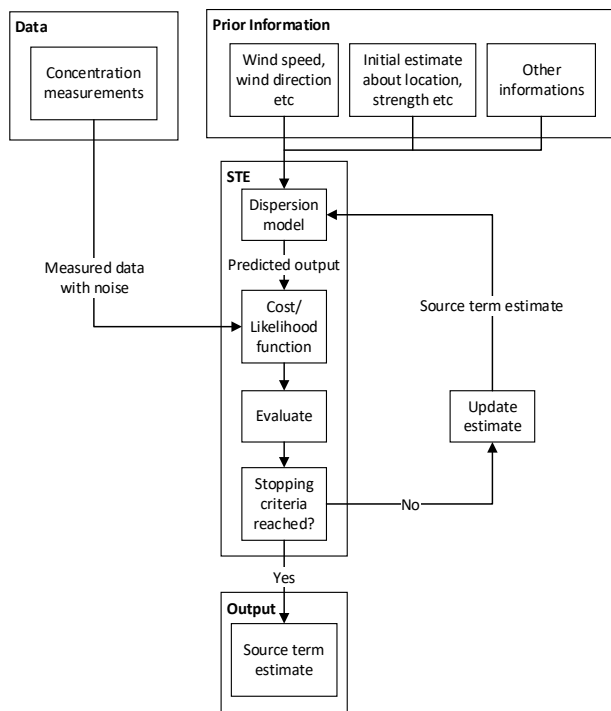 Data
Concentration
measurements
Prior Information
Wind speed,
wind direction
etc
Initial estimate
about location,
strength etc
Other
informations
STE
Dispersion
model
Predicted output
Measured data
with noise
Cost/
Likelihood
function
Source term estimate
Evaluate
Update
estimate
Stopping
criteria
reached?
No
Yes
Output
Source term
estimate